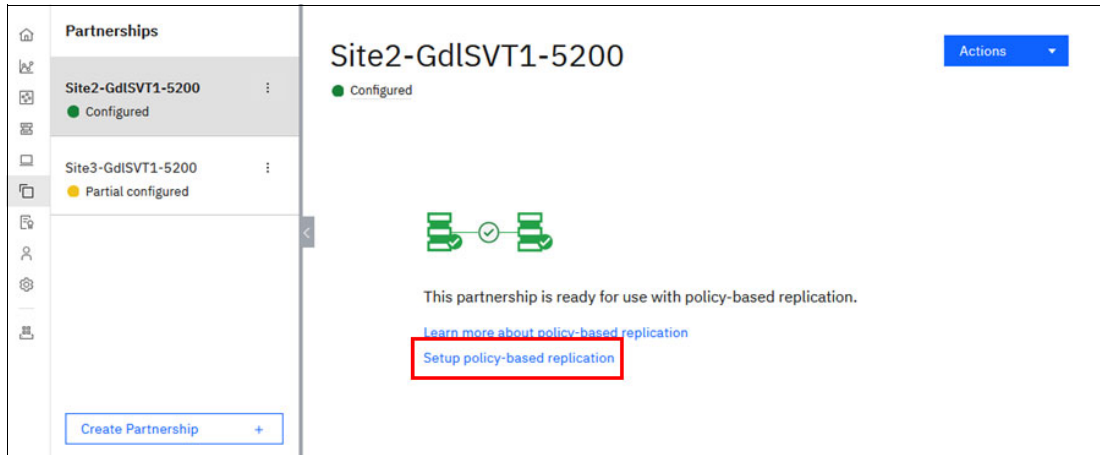 Partnerships
Site2-GdlSVT1-5200
Configured
Site3-GdlSVT1-5200
Partial configured
Create Partnership +
Site2-GdlSVT1-5200
Configured
Actions
This partnership is ready for use with policy-based replication.
Learn more about policy-based replication
Setup policy-based replication